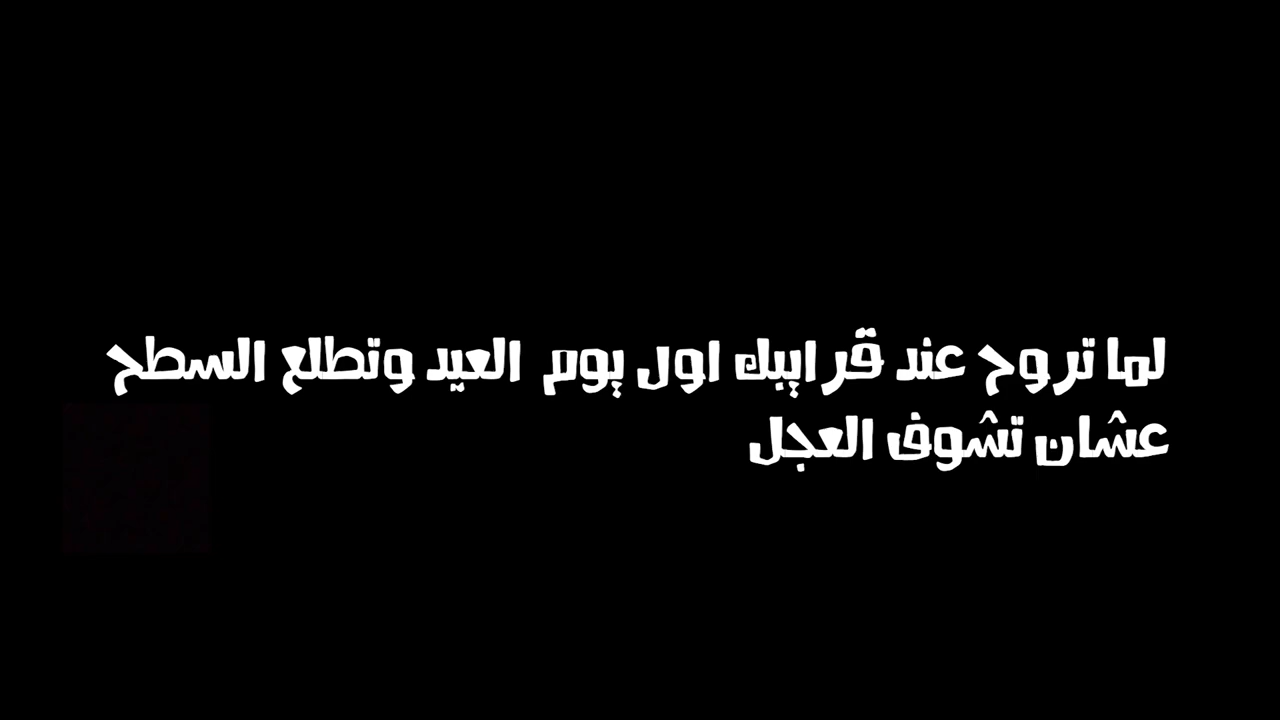 لما تروح عند قرايبك اول يوم العيد وتطلع السطح
عشان تشوف العجل